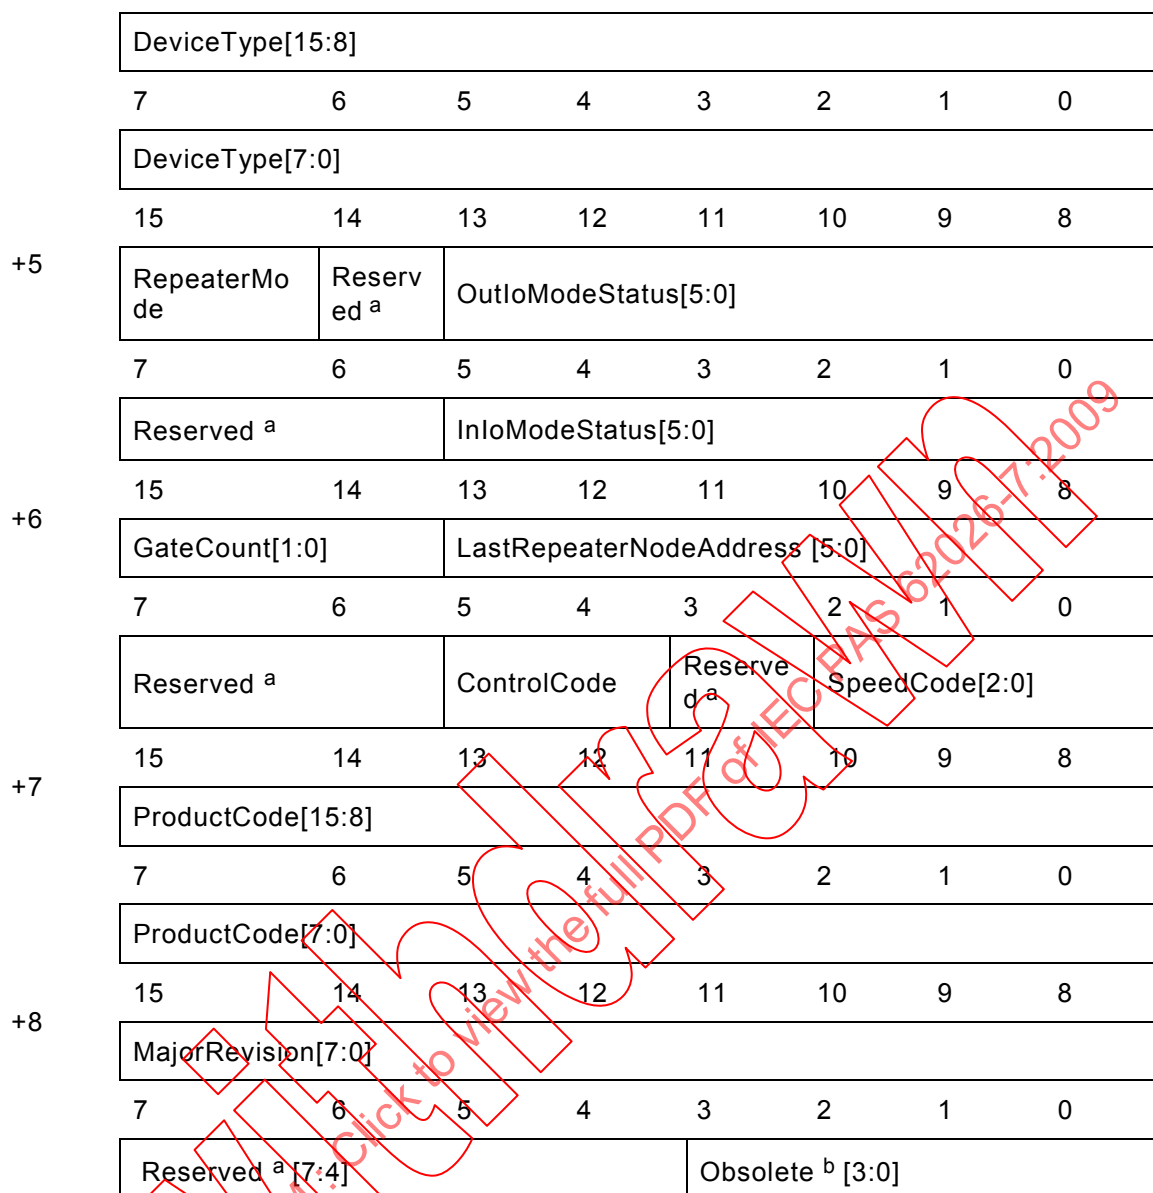 DeviceType[15:8]
7 6 5 4 3 2 1 0
DeviceType[7:0]
15 14 13 12 11 10 9 8
+5
RepeaterMo
de
Reserv
ed a
OutIoModeStatus[5:0]
7 6 5 4 3 2 1 0
Reserved a InIoModeStatus[5:0]
15 14 13 12 11 10 9 8
+6
GateCount[1:0] LastRepeaterNodeAddress [5:0]
7 6 5 4 3 2 1 0
Reserved a ControlCode
Reserve
d a
SpeedCode[2:0]
15 14 13 12 11 10 9 8
+7
ProductCode[15:8]
7 6 5 4 3 2 1 0
ProductCode[7:0]
15 14 13 12 11 10 9 8
+8
MajorRevision[7:0]
7 6 5 4 3 2 1 0
Reserved a [7:4] Obsolete b [3:0]
: Click to view the full PDF of IEC PAS 62026-7:2009
withdrawn